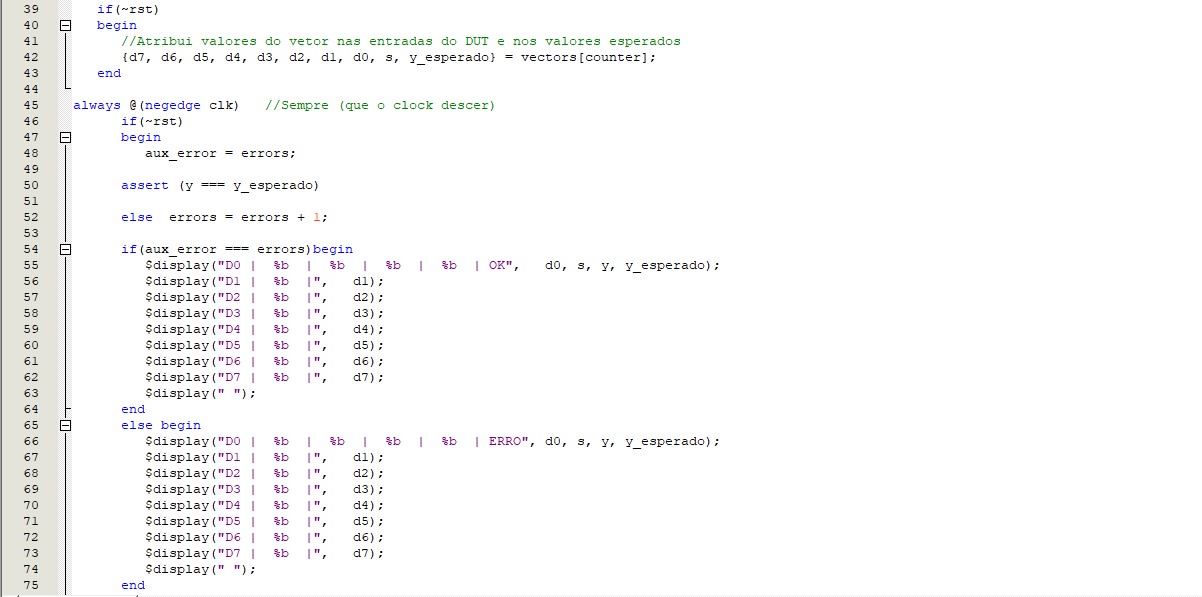 39 if(~rst)
40 begin
41 //Atribui valores do vetor nas entradas do DUT e nos valores esperados
42 {d7, d6, d5, d4, d3, d2, d1, d0, s, y_esperado} = vectors[counter];
43 end
44
45 always @(negedge clk) //Sempre (que o clock descer)
46 if(~rst)
47 begin
48 aux_error = errors;
49
50 assert (y === y_esperado)
51
52 else errors = errors + 1;
53
54 if(aux_error === errors)begin
55 $display("D0 | %b | %b | %b | %b | OK", d0, s, y, y_esperado);
56 $display("D1 | %b |", d1);
57 $display("D2 | %b |", d2);
58 $display("D3 | %b |", d3);
59 $display("D4 | %b |", d4);
60 $display("D5 | %b |", d5);
61 $display("D6 | %b |", d6);
62 $display("D7 | %b |", d7);
63 $display(" ");
64 end
65 else begin
66 $display("D0 | %b | %b | %b | %b | ERRO", d0, s, y, y_esperado);
67 $display("D1 | %b |", d1);
68 $display("D2 | %b |", d2);
69 $display("D3 | %b |", d3);
70 $display("D4 | %b |", d4);
71 $display("D5 | %b |", d5);
72 $display("D6 | %b |", d6);
73 $display("D7 | %b |", d7);
74 $display(" ");
75 end